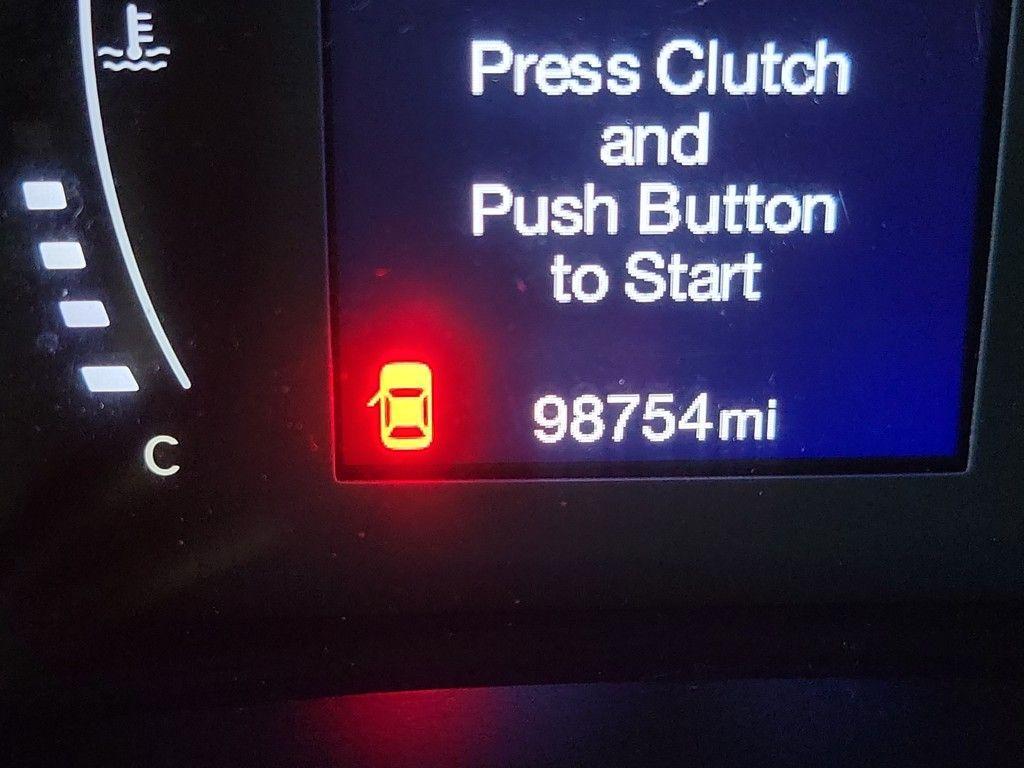 Press Clutch
and
Push Button
to Start
98754mi
C